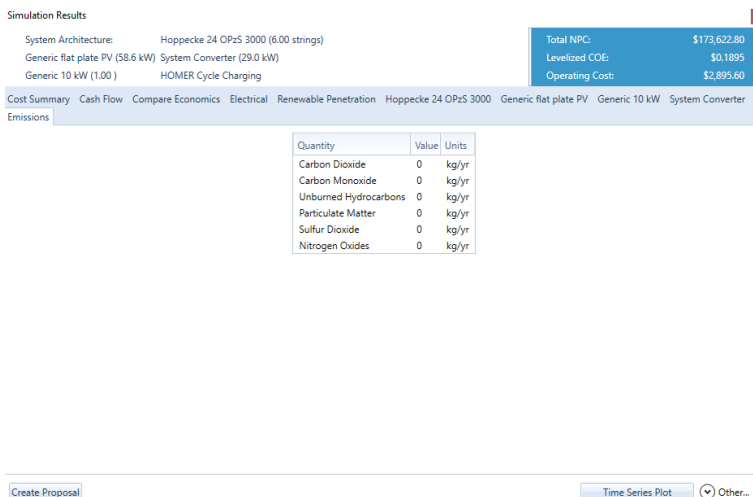 Simulation Results
System Architecture: Hoppecke 24 OPzS 3000 (6.00 strings)
Generic flat plate PV (58.6 kW) System Converter (29.0 kW)
Generic 10 kW (1.00 ) HOMER Cycle Charging
Total NPC: $173,622.80
Levelized COE: $0.1895
Operating Cost: $2,895.60
Cost Summary Cash Flow Compare Economics Electrical Renewable Penetration Hoppecke 24 OPzS 3000 Generic flat plate PV Generic 10 kW System Converter
Emissions
Quantity Value Units
Carbon Dioxide 0 kg/yr
Carbon Monoxide 0 kg/yr
Unburned Hydrocarbons 0 kg/yr
Particulate Matter 0 kg/yr
Sulfur Dioxide 0 kg/yr
Nitrogen Oxides 0 kg/yr
Create Proposal Time Series Plot Other...